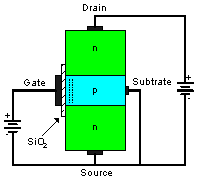 Drain
n
Gate
Subtrate
p
+
+
-
-
n
SiO2
Source